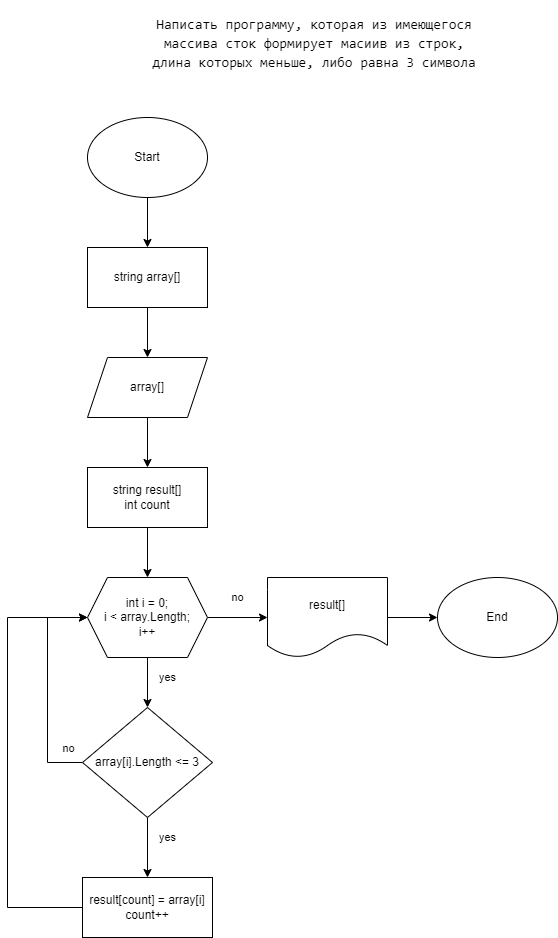 Написать программу, которая из имеющегося
массива сток формирует масиив из строк,
длина которых меньше, либо равна 3 символа
Start
string array[]
array[]
string result[]
int count
int i = 0;
i < array.Length;
i++
no
result[]
End
yes
array[i].Length <= 3
no
yes
result[count] = array[i]
count++